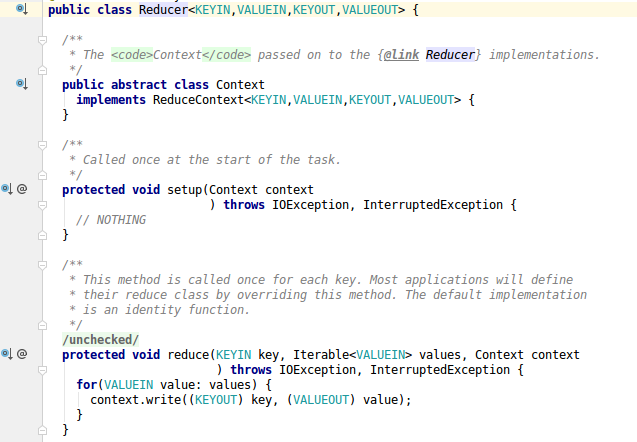 public class Reducer<KEYIN,VALUEIN,KEYOUT,VALUEOUT> {
/**
* The <code>Context</code> passed on to the {@link Reducer} implementations.
*/
public abstract class Context
implements ReduceContext<KEYIN,VALUEIN,KEYOUT,VALUEOUT> {
}
/**
* Called once at the start of the task.
*/
@ protected void setup(Context context
) throws IOException, InterruptedException {
// NOTHING
}
/**
* This method is called once for each key. Most applications will define
* their reduce class by overriding this method. The default implementation
* is an identity function.
*/
/unchecked/
@ protected void reduce(KEYIN key, Iterable<VALUEIN> values, Context context
) throws IOException, InterruptedException {
for(VALUEIN value: values) {
context.write((KEYOUT) key, (VALUEOUT) value);
}
}